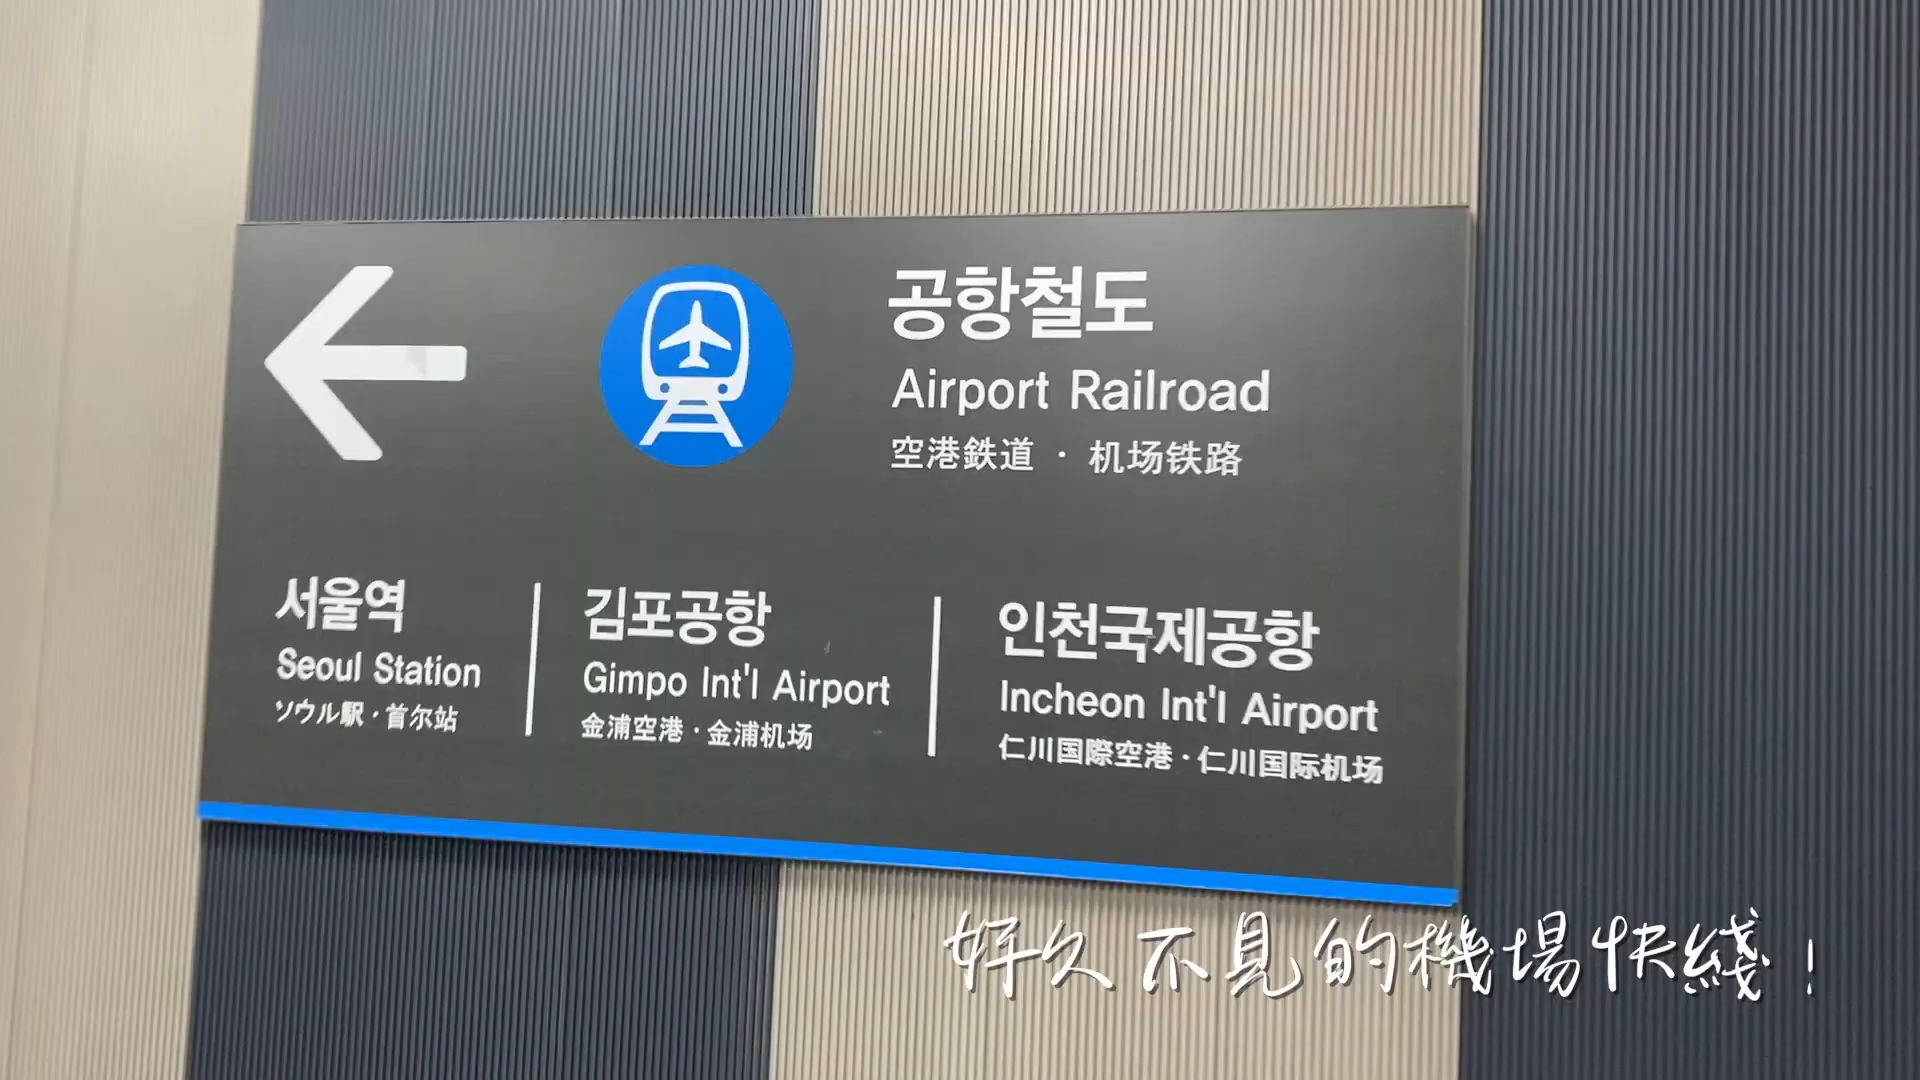 공항철도
Airport Railroad
空港鉄道 · 机场铁路
서울역
Seoul Station
ソウル駅 · 首尔站
김포공항
Gimpo Int'l Airport
金浦空港 · 金浦机场
인천국제공항
Incheon Int'l Airport
仁川国際空港 · 仁川国际机场
好久不見的機場快綫！